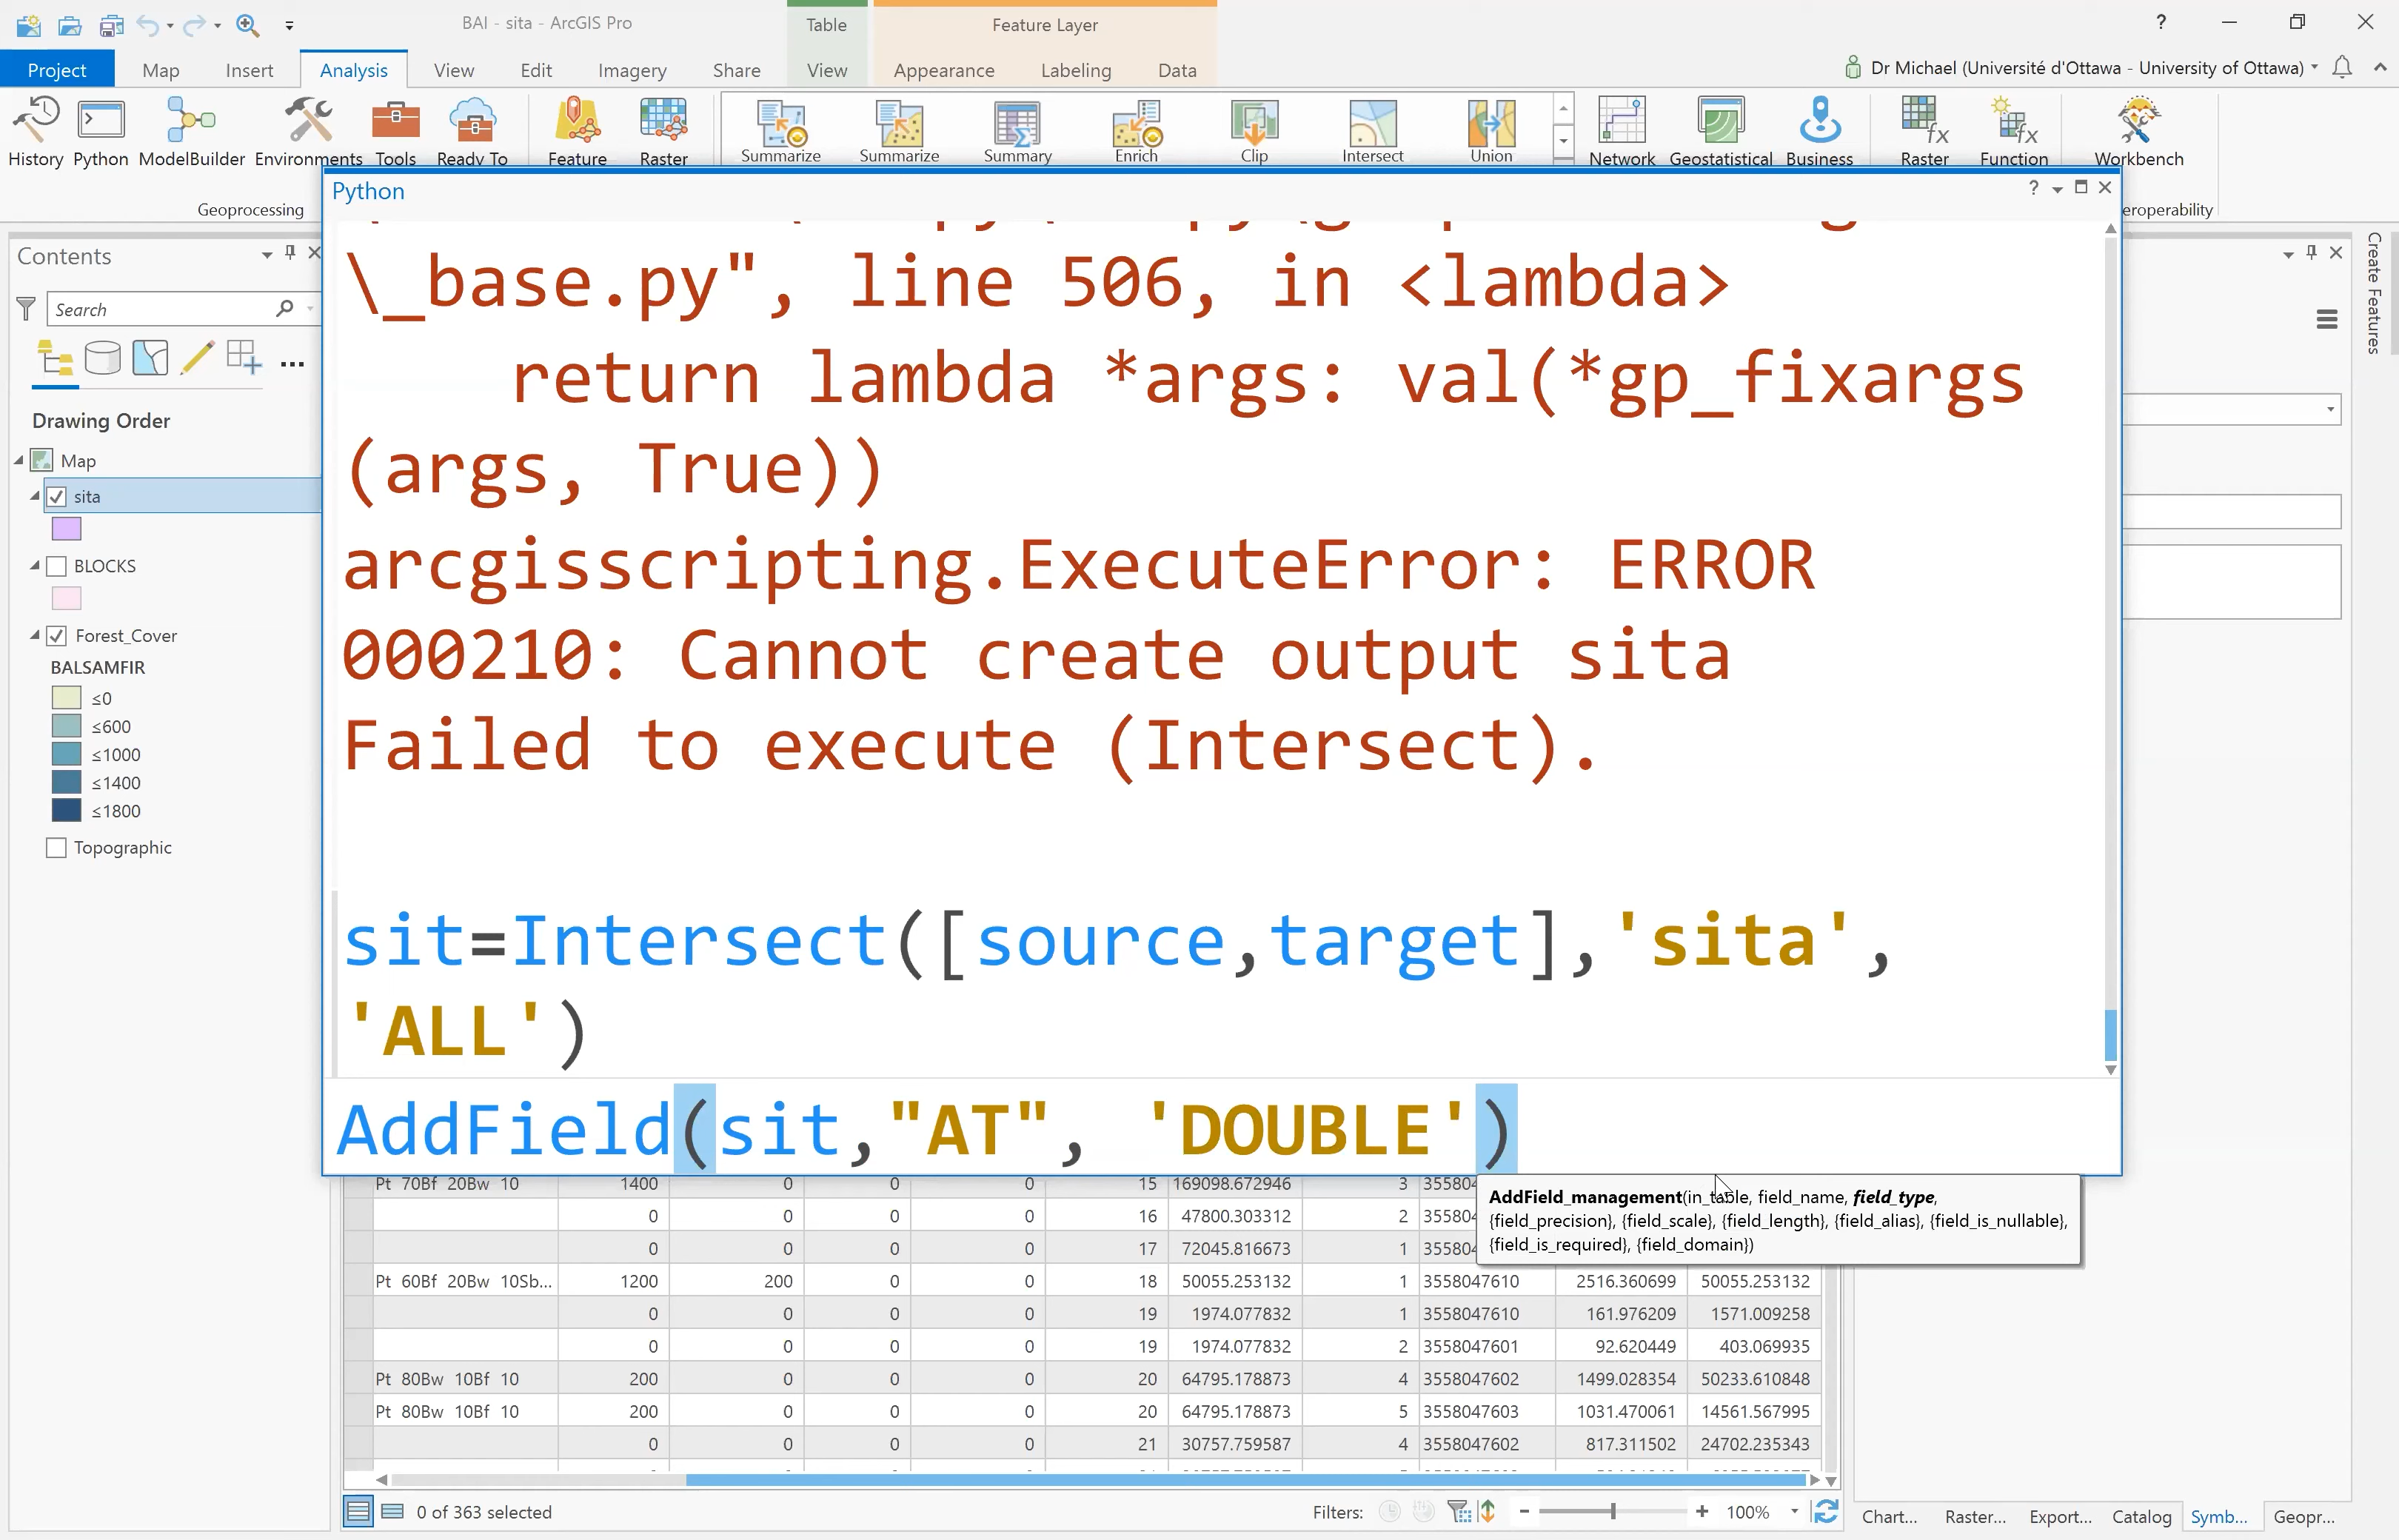 BAI - sita - ArcGIS Pro
Table
Feature Layer
?
Project
Map
Insert
Analysis
View
Edit
Imagery
Share
View
Appearance
Labeling
Data
Dr Michael (Université d'Ottawa - University of Ottawa)
History
Python
ModelBuilder
Environments
Tools
Ready To
Feature
Raster
Summarize
Summarize
Summary
Enrich
Clip
Intersect
Union
Network
Geostatistical
Business
Raster
Function
Workbench
Geoprocessing
eroperability
Python
?
Contents
Search
Drawing Order
Map
sita
BLOCKS
Forest_Cover
BALSAMFIR
≤0
≤600
≤1000
≤1400
≤1800
Topographic
\_base.py", line 506, in <lambda>
return lambda *args: val(*gp_fixargs
(args, True))
arcgisscripting.ExecuteError: ERROR
000210: Cannot create output sita
Failed to execute (Intersect).
sit=Intersect([source,target],'sita',
'ALL')
AddField(sit,"AT", 'DOUBLE')
AddField_management(in_table, field_name, field_type,
{field_precision}, {field_scale}, {field_length}, {field_alias}, {field_is_nullable},
{field_is_required}, {field_domain})
Pt 70Bf 20Bw 10 1400 0 0 0 15 169098.672946 3 35580
0 0 0 0 16 47800.303312 2 35580
0 0 0 0 17 72045.816673 1 35580
Pt 60Bf 20Bw 10Sb... 1200 200 0 0 18 50055.253132 1 3558047610 2516.360699 50055.253132
0 0 0 0 19 1974.077832 1 3558047610 161.976209 1571.009258
0 0 0 0 19 1974.077832 2 3558047601 92.620449 403.069935
Pt 80Bw 10Bf 10 200 0 0 0 20 64795.178873 4 3558047602 1499.028354 50233.610848
Pt 80Bw 10Bf 10 200 0 0 0 20 64795.178873 5 3558047603 1031.470061 14561.567995
0 0 0 0 21 30757.759587 4 3558047602 817.311502 24702.235343
0 of 363 selected
Filters:
100%
Create Features
Chart...
Raster...
Export...
Catalog
Symb...
Geopr...